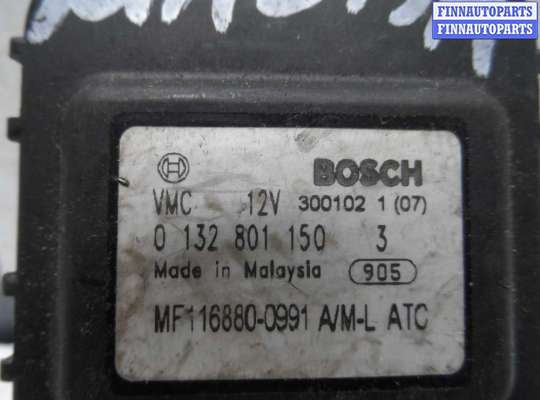 FINNAUTOPARTS
FINNAUTOPARTS
BOSCH
VMC 12V 300102 1 (07)
0 132 801 150 3
Made in Malaysia 905
MF116880-0991 A/M-L ATC